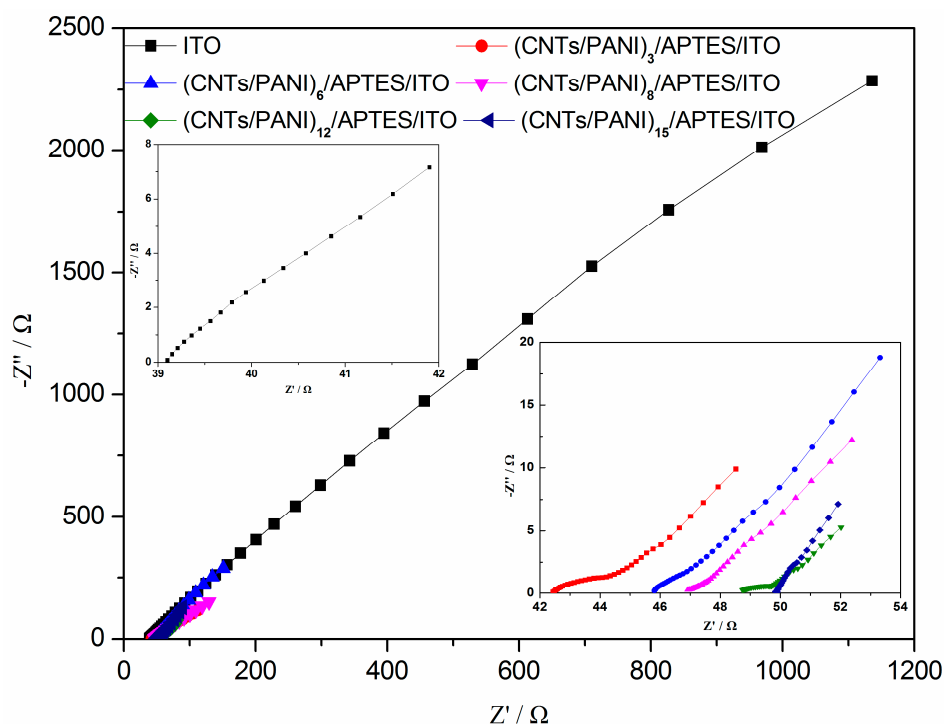 2500
2000
1500
1000
500
0
-Z'' / Ω
0 200 400 600 800 1000 1200
Z' / Ω
ITO (CNTs/PANI)3/APTES/ITO
(CNTs/PANI)6/APTES/ITO (CNTs/PANI)8/APTES/ITO
(CNTs/PANI)12/APTES/ITO (CNTs/PANI)15/APTES/ITO
8
6
4
2
0
-Z'' / Ω
39 40 41 42
Z' / Ω
20
15
10
5
0
-Z'' / Ω
42 44 46 48 50 52 54
Z' / Ω